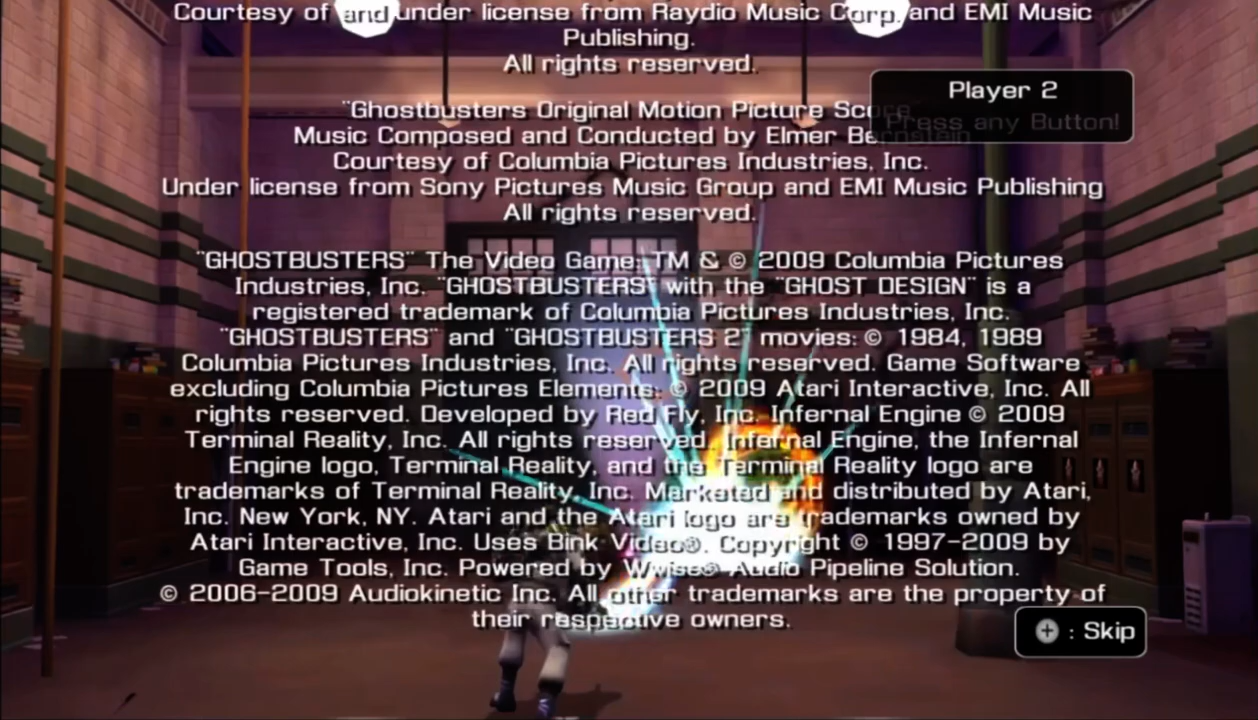 Courtesy of and under license from Raydio Music Corp. and EMI Music
Publishing.
All rights reserved.
Player 2
Press any Button!
"Ghostbusters Original Motion Picture Score
Music Composed and Conducted by Elmer Bernstein
Courtesy of Columbia Pictures Industries, Inc.
Under license from Sony Pictures Music Group and EMI Music Publishing
All rights reserved.
"GHOSTBUSTERS" The Video Game: TM & © 2009 Columbia Pictures
Industries, Inc. "GHOSTBUSTERS" with the "GHOST DESIGN" is a
registered trademark of Columbia Pictures Industries, Inc.
"GHOSTBUSTERS" and "GHOSTBUSTERS 2" movies: © 1984, 1989
Columbia Pictures Industries, Inc. All rights reserved. Game Software
excluding Columbia Pictures Elements: © 2009 Atari Interactive, Inc. All
rights reserved. Developed by Red Fly, Inc. Infernal Engine © 2009
Terminal Reality, Inc. All rights reserved. Infernal Engine, the Infernal
Engine logo, Terminal Reality, and the Terminal Reality logo are
trademarks of Terminal Reality, Inc. Marketed and distributed by Atari,
Inc. New York, NY. Atari and the Atari logo are trademarks owned by
Atari Interactive, Inc. Uses Bink Video®. Copyright © 1997-2009 by
Game Tools, Inc. Powered by Wwise® Audio Pipeline Solution.
© 2006-2009 Audiokinetic Inc. All other trademarks are the property of
their respective owners.
+ : Skip